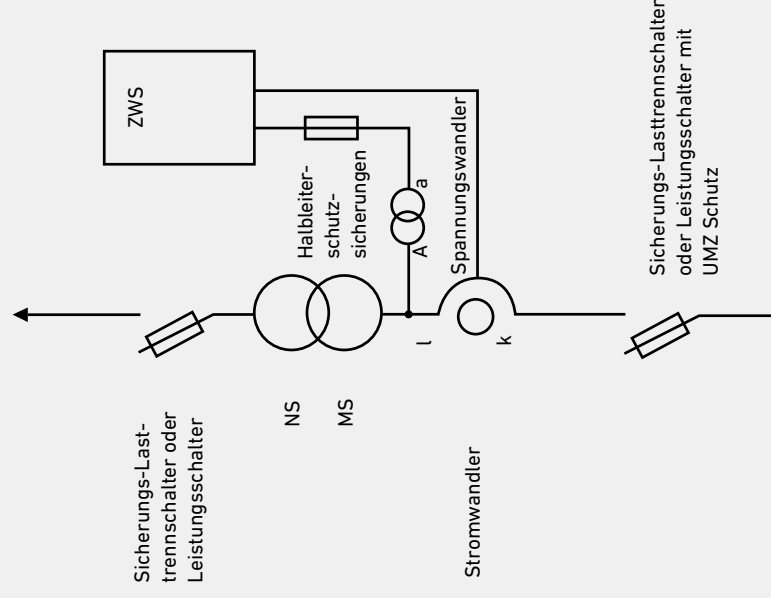 Sicherungs-Last-
trennschalter oder
Leistungsschalter
NS
MS
Stromwandler
ZWS
Halbleiter-
schutz-
sicherungen
A
a
Spannungswandler
l
k
Sicherungs-Lasttrennschalter
oder Leistungsschalter mit
UMZ Schutz